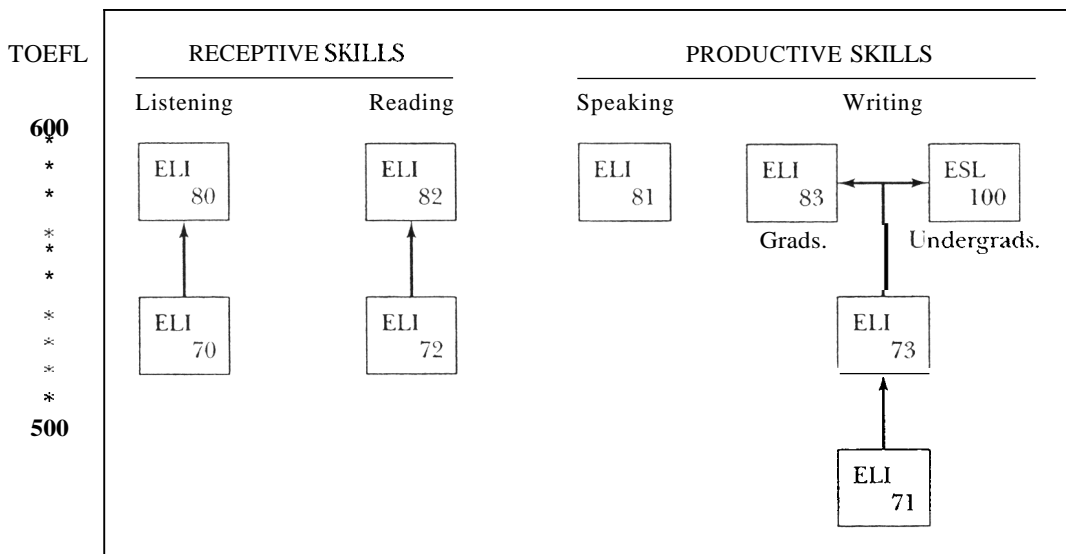 TOEFL RECEPTIVE SKILLS PRODUCTIVE SKILLS
Listening Reading Speaking Writing
600
*
*
*
*
*
*
*
*
*
*
500
ELI
80
ELI
82
ELI
81
ELI
83
ESL
100
Grads. Undergrads.
ELI
70
ELI
72
ELI
73
ELI
71